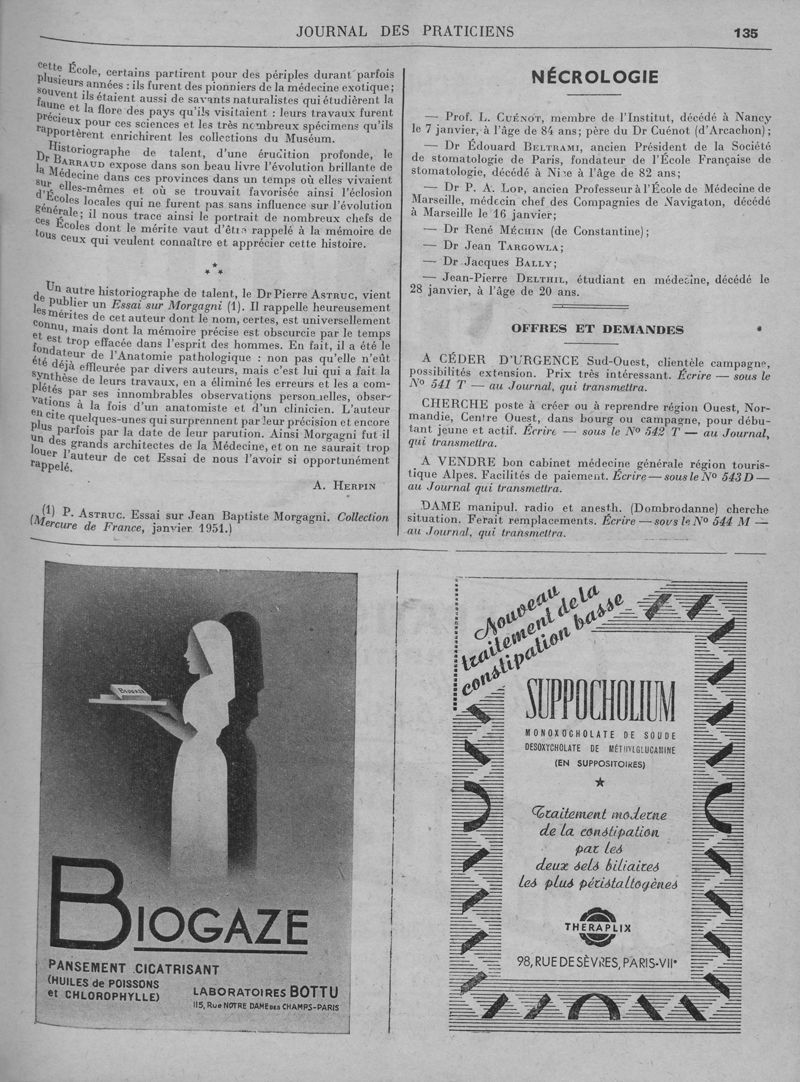 JOURNAL DES PRATICIENS
135
cette École, certains partirent pour des périples durant parfois
plusieurs années : ils furent des pionniers de la médecine exotique ;
souvent ils étaient aussi de savants naturalistes qui étudièrent la
faune et la flore des pays qu'ils visitaient : leurs travaux furent
précieux pour ces sciences et les très nombreux spécimens qu'ils
rapportèrent enrichirent les collections du Muséum.
Historiographe de talent, d'une érudition profonde, le
Dr BARRAUD expose dans son beau livre l'évolution brillante de
la Médecine dans ces provinces dans un temps où elles vivaient
sur elles-mêmes et où se trouvait favorisée ainsi l'éclosion
d'Écoles locales qui ne furent pas sans influence sur l'évolution
générale ; il nous trace ainsi le portrait de nombreux chefs de
ces Écoles dont le mérite vaut d'être rappelé à la mémoire de
tous ceux qui veulent connaître et apprécier cette histoire.
* * *
Un autre historiographe de talent, le Dr Pierre ASTRUC, vient
de publier un Essai sur Morgagni (1). Il rappelle heureusement
les mérites de cet auteur dont le nom, certes, est universellement
connu, mais dont la mémoire précise est obscurcie par le temps
et est trop effacée dans l'esprit des hommes. En fait, il a été le
fondateur de l'Anatomie pathologique : non pas qu'elle n'eût
été déjà effleurée par divers auteurs, mais c'est lui qui a fait la
synthèse de leurs travaux, en a éliminé les erreurs et les a com-
plétés par ses innombrables observations personnelles, obser-
vations à la fois d'un anatomiste et d'un clinicien. L'auteur
en cite quelques-unes qui surprennent par leur précision et encore
plus parfois par la date de leur parution. Ainsi Morgagni fut il
un des grands architectes de la Médecine, et on ne saurait trop
louer l'auteur de cet Essai de nous l'avoir si opportunément
rappelé.
A. HERPIN
(1) P. ASTRUC. Essai sur Jean Baptiste Morgagni. Collection
(Mercure de France, janvier 1951.)
NÉCROLOGIE
— Prof. L. CUÉNOT, membre de l'Institut, décédé à Nancy
le 7 janvier, à l'âge de 84 ans ; père du Dr Cuénot (d'Arcachon) ;
— Dr Édouard BELTRAMI, ancien Président de la Société
de stomatologie de Paris, fondateur de l'École Française de
stomatologie, décédé à Nice à l'âge de 82 ans ;
— Dr P. A. LOP, ancien Professeur à l'École de Médecine de
Marseille, médecin chef des Compagnies de Navigaton, décédé
à Marseille le 16 janvier ;
— Dr René MÉCHIN (de Constantine) ;
— Dr Jean TARGOWLA ;
— Dr Jacques BALLY ;
— Jean-Pierre DELTHIL, étudiant en médecine, décédé le
28 janvier, à l'âge de 20 ans.
OFFRES ET DEMANDES
A CÉDER D'URGENCE Sud-Ouest, clientèle campagne,
possibilités extension. Prix très intéressant. Écrire — sous le
No 541 T — au Journal, qui transmettra.
CHERCHE poste à créer ou à reprendre région Ouest, Nor-
mandie, Centre Ouest, dans bourg ou campagne, pour débu-
tant jeune et actif. Écrire — sous le No 542 T — au Journal,
qui transmettra.
A VENDRE bon cabinet médecine générale région touris-
tique Alpes. Facilités de paiement. Écrire — sous le No 543 D —
au Journal qui transmettra.
DAME manipul. radio et anesth. (Dombrodanne) cherche
situation. Ferait remplacements. Écrire — sous le No 544 M —
au Journal, qui transmettra.
BIOGAZE
BIOGAZE
PANSEMENT CICATRISANT
(HUILES de POISSONS
et CHLOROPHYLLE)
LABORATOIRES BOTTU
115, RUE NOTRE DAME DES CHAMPS-PARIS
Nouveau
traitement de la
constipation basse
SUPPOCHOLIUM
MONOXOCHOLATE DE SOUDE
DESOXYCHOLATE DE MÉTHYLGLUCAMINE
(EN SUPPOSITOIRES)
Traitement moderne
de la constipation
par les
deux sels biliaires
les plus péristaltogènes
THERAPLIX
98, RUE DE SÈVRES, PARIS-VIIe